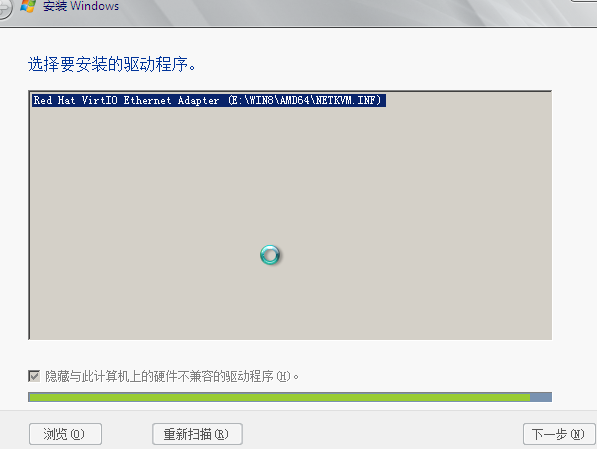 安装 Windows
选择要安装的驱动程序。
Red Hat VirtIO Ethernet Adapter (E:\WIN8\AMD64\NETKVM.INF)
隐藏与此计算机上的硬件不兼容的驱动程序(H)。
浏览(O) 重新扫描(R) 下一步(N)